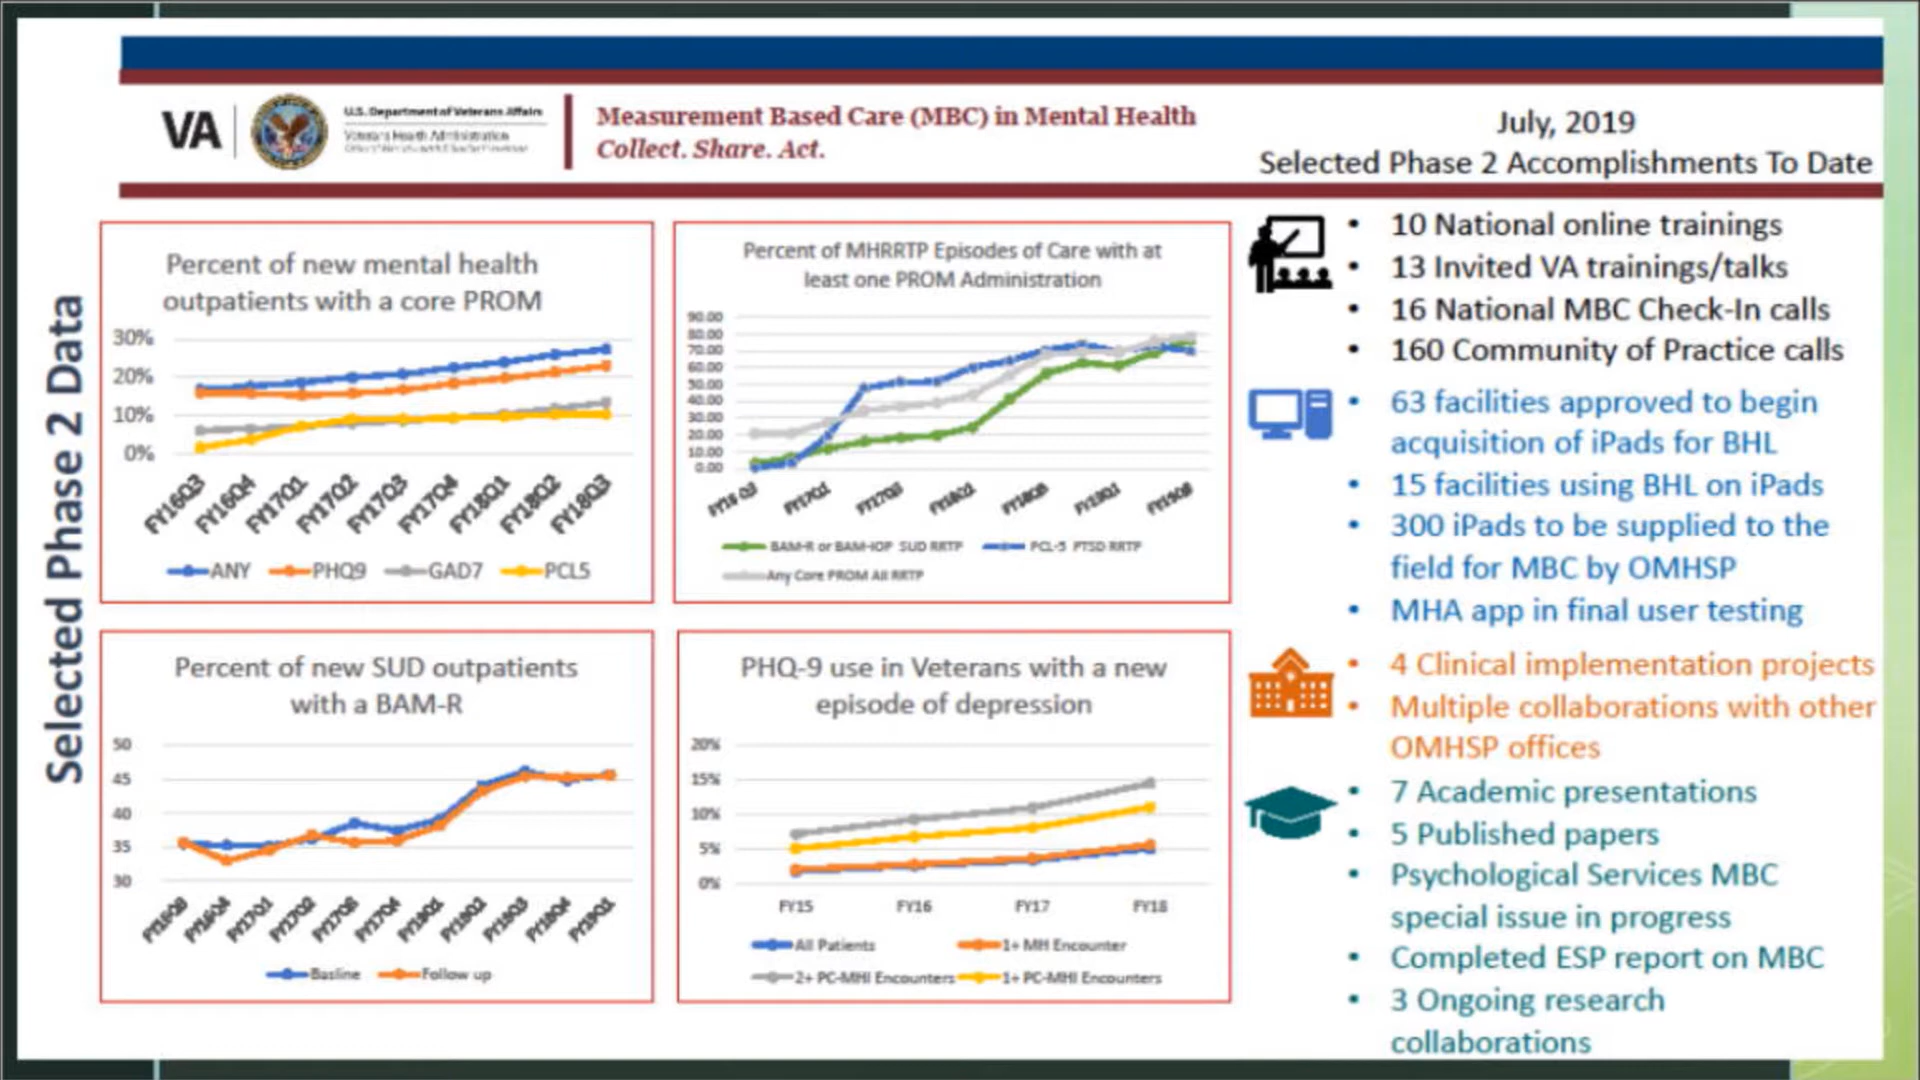 VA
U.S. Department of Veterans Affairs
Veterans Health Administration
Measurement Based Care (MBC) in Mental Health
Collect. Share. Act.
July, 2019
Selected Phase 2 Accomplishments To Date
Selected Phase 2 Data
Percent of new mental health
outpatients with a core PROM
30%
20%
10%
0%
FY16Q3
FY16Q4
FY17Q1
FY17Q2
FY17Q3
FY17Q4
FY18Q1
FY18Q2
FY18Q3
ANY PHQ9 GAD7 PCL5
Percent of MHRRTP Episodes of Care with at
least one PROM Administration
90.00
80.00
70.00
60.00
50.00
40.00
30.00
20.00
10.00
0.00
FY17Q1
FY17Q3
BAM-R or BAM-IOP SUD RRTP PCL-5 PTSD RRTP
Any Core PROM All RRTP
Percent of new SUD outpatients
with a BAM-R
50
45
40
35
30
FY16Q4
FY17Q1
FY17Q2
FY17Q4
FY18Q1
FY18Q2
FY18Q3
FY18Q4
FY19Q1
Basline Follow up
PHQ-9 use in Veterans with a new
episode of depression
20%
15%
10%
5%
0%
FY15 FY16 FY17 FY18
All Patients 1+ MH Encounter
2+ PC-MHI Encounters 1+ PC-MHI Encounters
• 10 National online trainings
• 13 Invited VA trainings/talks
• 16 National MBC Check-In calls
• 160 Community of Practice calls
• 63 facilities approved to begin
acquisition of iPads for BHL
• 15 facilities using BHL on iPads
• 300 iPads to be supplied to the
field for MBC by OMHSP
• MHA app in final user testing
• 4 Clinical implementation projects
• Multiple collaborations with other
OMHSP offices
• 7 Academic presentations
• 5 Published papers
• Psychological Services MBC
special issue in progress
• Completed ESP report on MBC
• 3 Ongoing research
collaborations